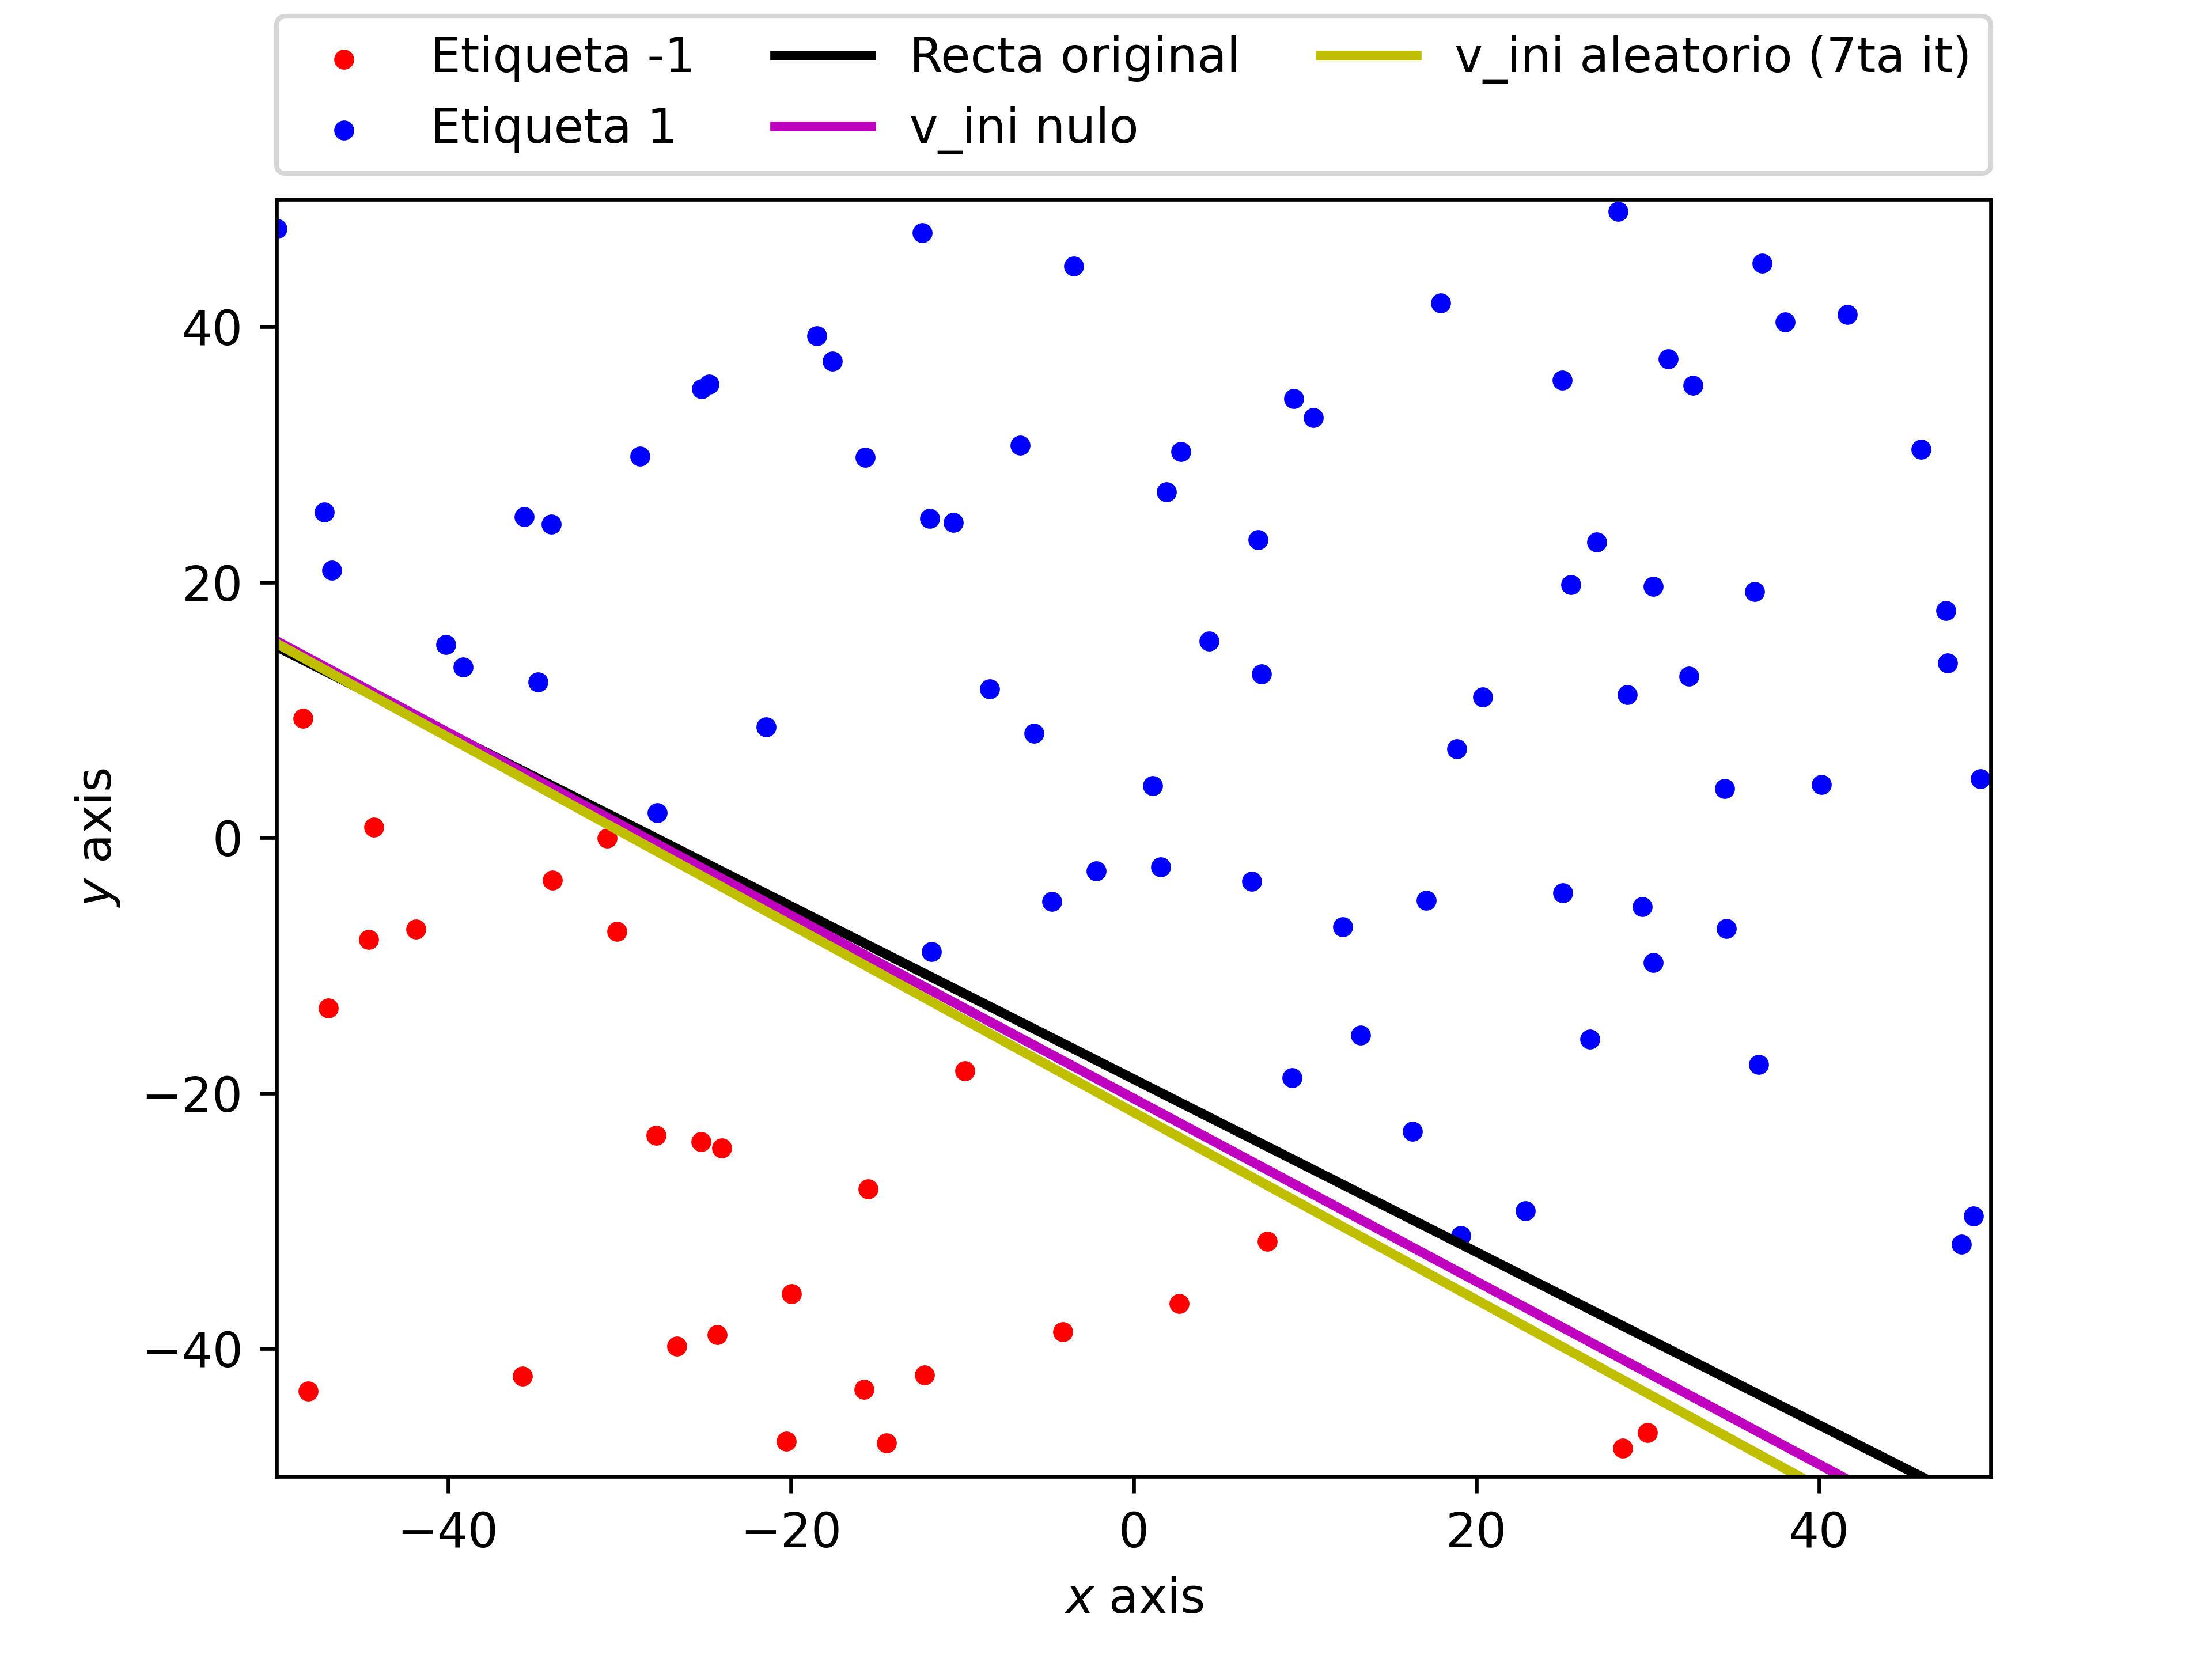 Etiqueta -1
Etiqueta 1
Recta original
v_ini nulo
v_ini aleatorio (7ta it)
40
20
0
−20
−40
y axis
−40 −20 0 20 40
x axis